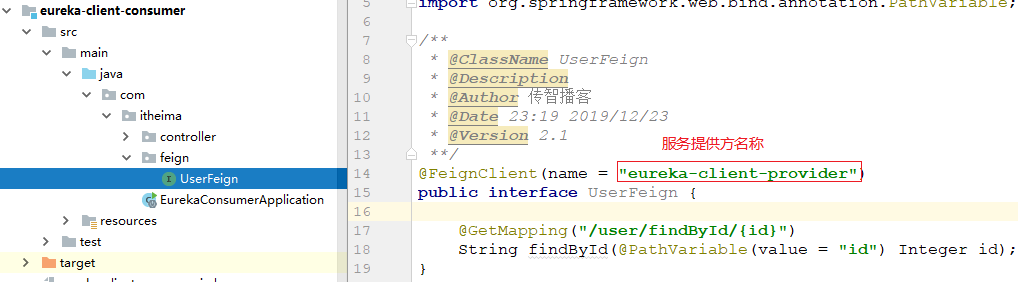 eureka-client-consumer
src
main
java
com
itheima
controller
feign
UserFeign
EurekaConsumerApplication
resources
test
target
5 import org.springframework.web.bind.annotation.PathVariable;
6
7 /**
8 * @ClassName UserFeign
9 * @Description
10 * @Author 传智播客
11 * @Date 23:19 2019/12/23
12 * @Version 2.1
服务提供方名称
13 **/
14 @FeignClient(name = "eureka-client-provider")
15 public interface UserFeign {
16
17 @GetMapping("/user/findById/{id}")
18 String findById(@PathVariable(value = "id") Integer id);
19 }